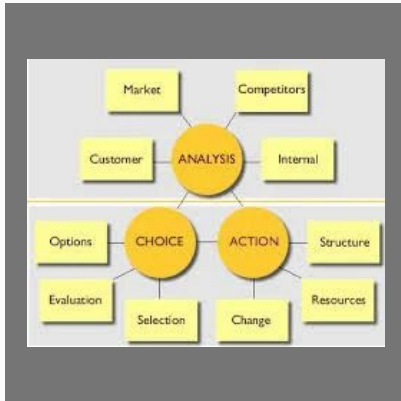 Market
Competitors
Customer
ANALYSIS
Internal
Options
CHOICE
ACTION
Structure
Evaluation
Selection
Change
Resources